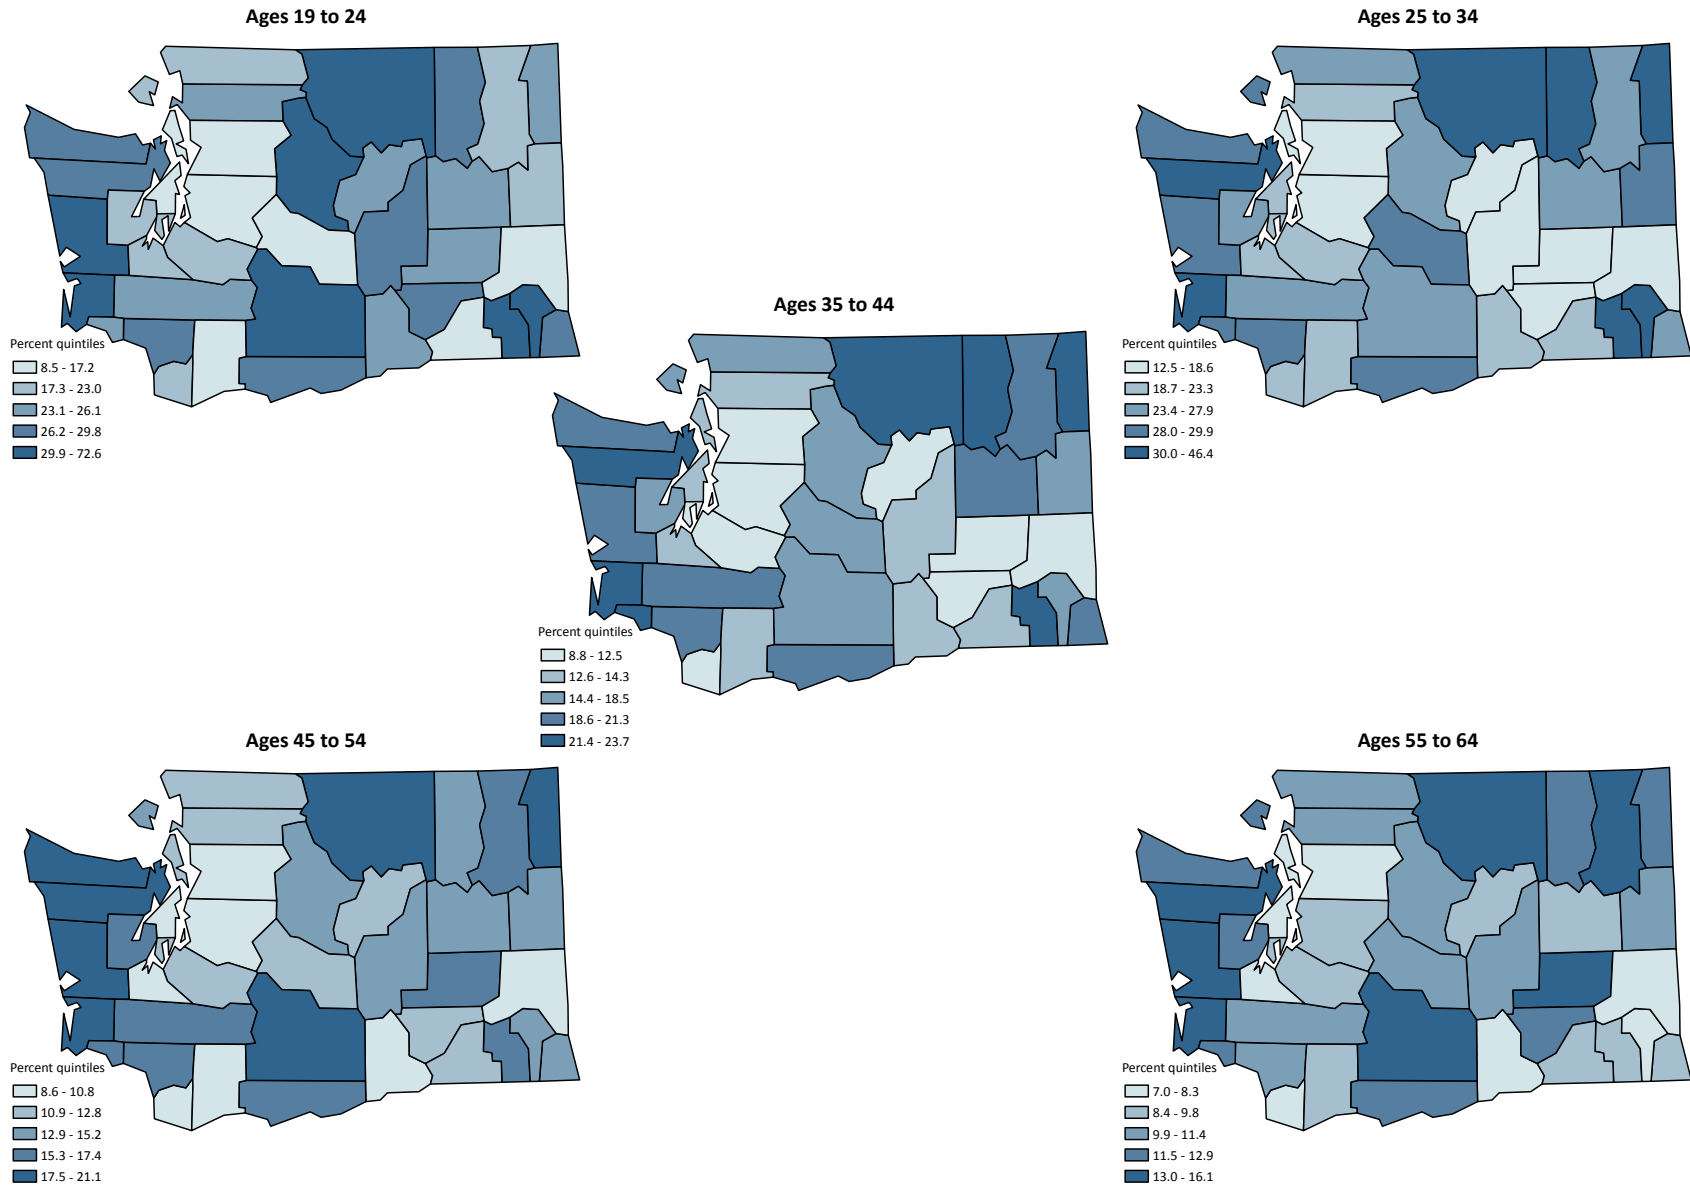 Ages 19 to 24
Percent quintiles
8.5 - 17.2
17.3 - 23.0
23.1 - 26.1
26.2 - 29.8
29.9 - 72.6
Ages 25 to 34
Percent quintiles
12.5 - 18.6
18.7 - 23.3
23.4 - 27.9
28.0 - 29.9
30.0 - 46.4
Ages 35 to 44
Percent quintiles
8.8 - 12.5
12.6 - 14.3
14.4 - 18.5
18.6 - 21.3
21.4 - 23.7
Ages 45 to 54
Percent quintiles
8.6 - 10.8
10.9 - 12.8
12.9 - 15.2
15.3 - 17.4
17.5 - 21.1
Ages 55 to 64
Percent quintiles
7.0 - 8.3
8.4 - 9.8
9.9 - 11.4
11.5 - 12.9
13.0 - 16.1